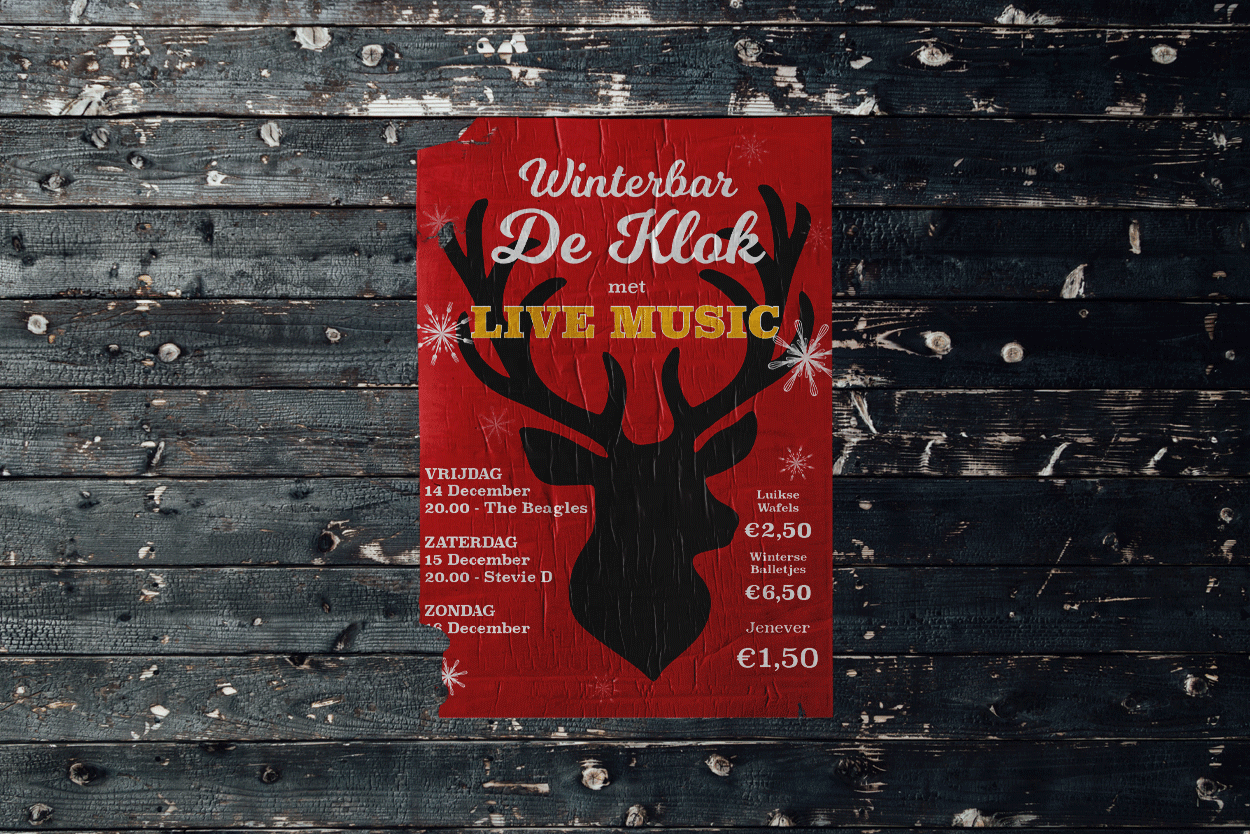 Winterbar
De Klok
met
LIVE MUSIC
VRIJDAG
14 December
20.00 - The Beagles
ZATERDAG
15 December
20.00 - Stevie D
ZONDAG
16 December
Luikse
Wafels
€2,50
Winterse
Balletjes
€6,50
Jenever
€1,50